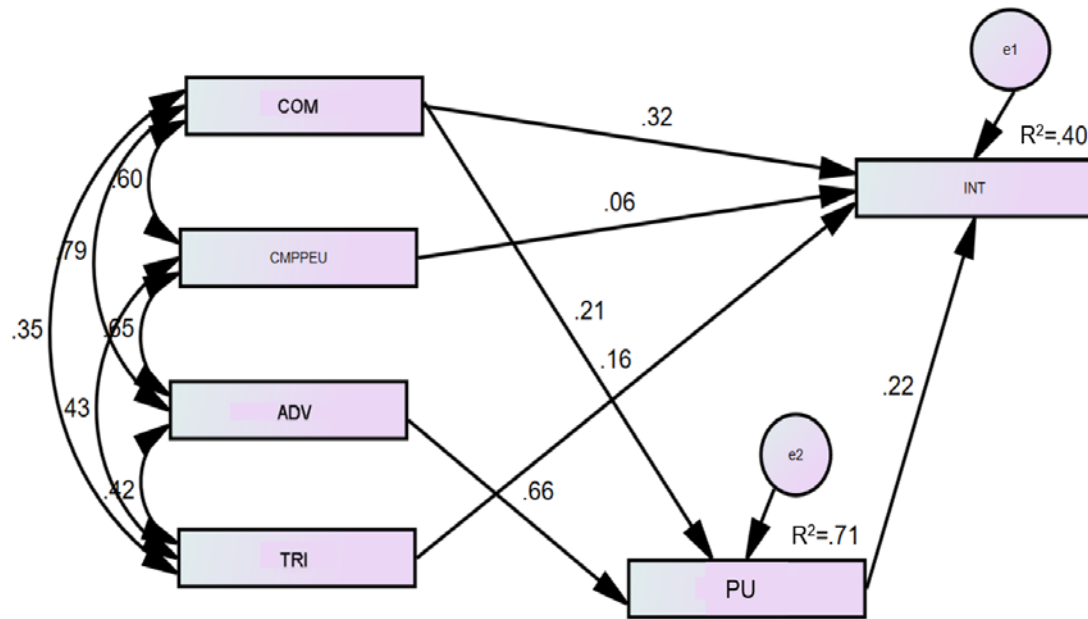 e1
COM
.32
R²=.40
INT
.60
.06
CMPPEU
.79
.21
.35
.65
.16
ADV
.22
.43
e2
.42
.66
R²=.71
TRI
PU